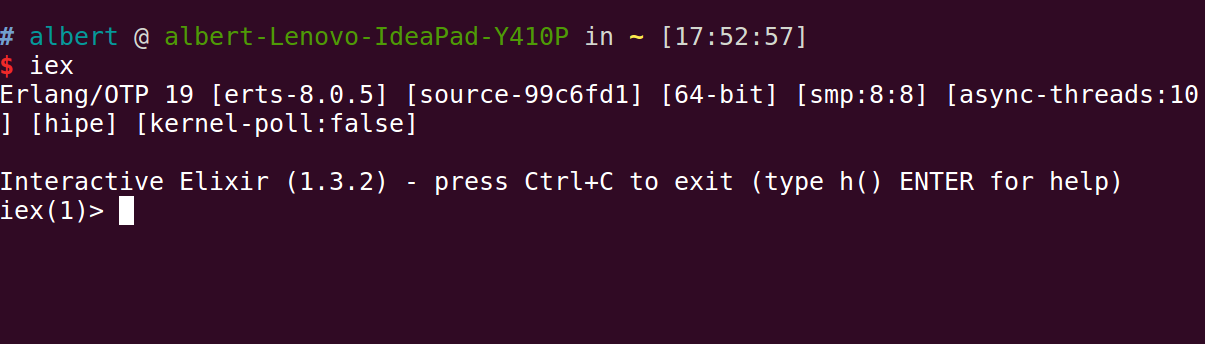 # albert @ albert-Lenovo-IdeaPad-Y410P in ~ [17:52:57]
$ iex
Erlang/OTP 19 [erts-8.0.5] [source-99c6fd1] [64-bit] [smp:8:8] [async-threads:10
] [hipe] [kernel-poll:false]
Interactive Elixir (1.3.2) - press Ctrl+C to exit (type h() ENTER for help)
iex(1)>